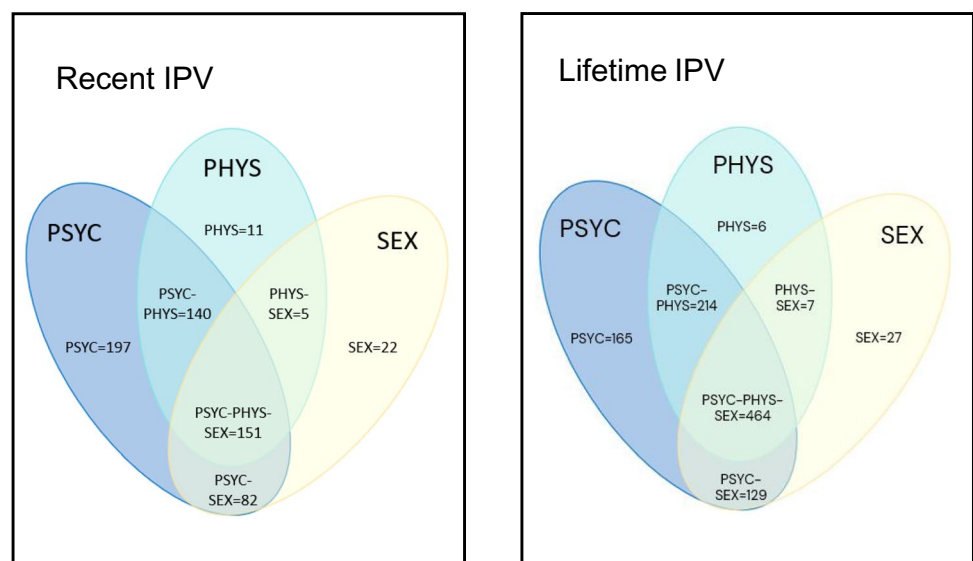 Recent IPV
PHYS
PSYC
SEX
PHYS=11
PSYC-
PHYS=140
PHYS-
SEX=5
PSYC=197
SEX=22
PSYC-PHYS-
SEX=151
PSYC-
SEX=82
Lifetime IPV
PHYS
PSYC
SEX
PHYS=6
PSYC–
PHYS=214
PHYS–
SEX=7
PSYC=165
SEX=27
PSYC–PHYS–
SEX=464
PSYC–
SEX=129